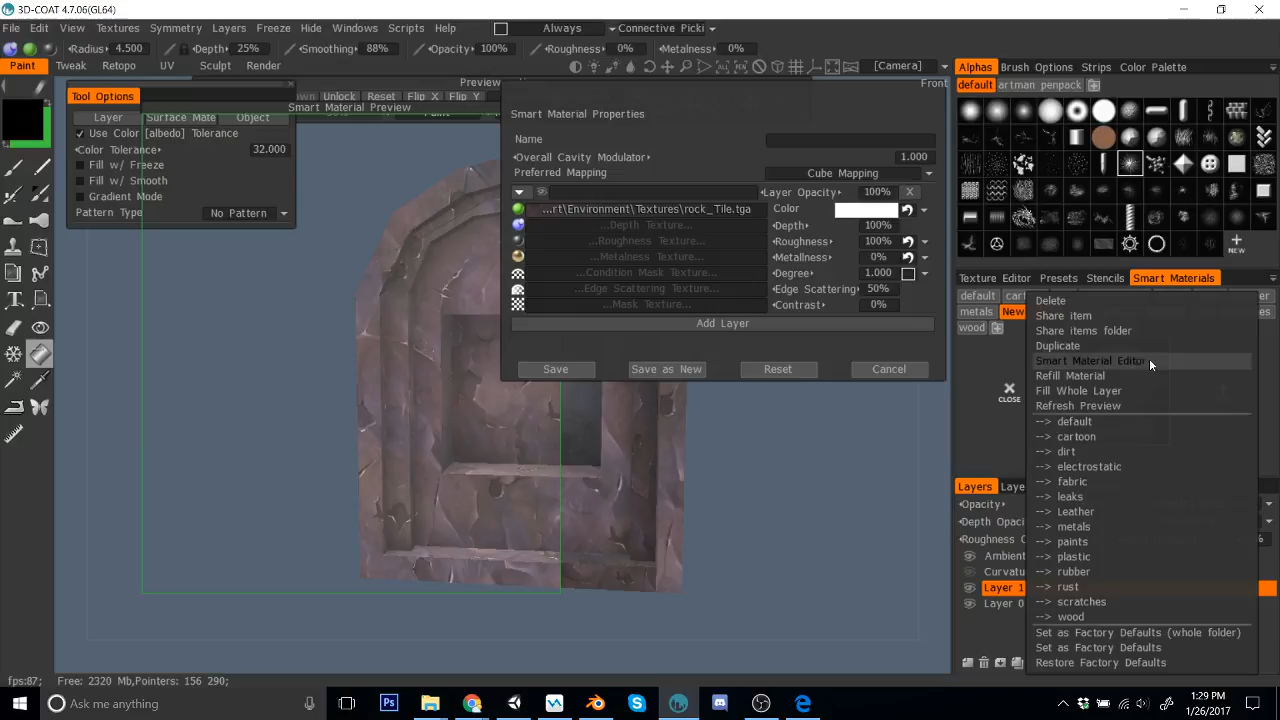 3D-COAT 4.7.06(GL64)
File Edit View Textures Symmetry Layers Freeze Hide Windows Scripts Help Always Connective Picki
Radius 4.500 Depth 25% Smoothing 88% Opacity 100% Roughness 0% Metalness 0%
Paint Tweak Retopo UV Sculpt Render [Camera]
Tool Options
Layer Surface Mate Object
Use Color [albedo] Tolerance
Color Tolerance 32.000
Fill w/ Freeze
Fill w/ Smooth
Gradient Mode
Pattern Type No Pattern
Preview
Unlock Reset Flip X Flip Y
Smart Material Preview
Front
Smart Material Properties
Name
Overall Cavity Modulator 1.000
Preferred Mapping Cube Mapping
Layer Opacity 100% X
...rt\Environment\Textures\rock_Tile.tga Color
...Depth Texture... Depth 100%
...Roughness Texture... Roughness 100%
...Metalness Texture... Metallness 0%
...Condition Mask Texture... Degree 1.000
...Edge Scattering Texture... Edge Scattering 50%
...Mask Texture... Contrast 0%
Add Layer
Save Save as New Reset Cancel
Alphas Brush Options Strips Color Palette
default artman penpack
NEW
Texture Editor Presets Stencils Smart Materials
default
metals New
wood
CLOSE
Delete
Share item
Share items folder
Duplicate
Smart Material Editor
Refill Material
Fill Whole Layer
Refresh Preview
--> default
--> cartoon
--> dirt
--> electrostatic
--> fabric
--> leaks
--> Leather
--> metals
--> paints
--> plastic
--> rubber
--> rust
--> scratches
--> wood
Set as Factory Defaults (whole folder)
Set as Factory Defaults
Restore Factory Defaults
Layers
Opacity
Depth Opaci
Roughness
Ambien
Curvatu
Layer 1
Layer 0
fps:87; Free: 2320 Mb,Pointers: 156 290;
Ask me anything
1:29 PM
1/26/2017